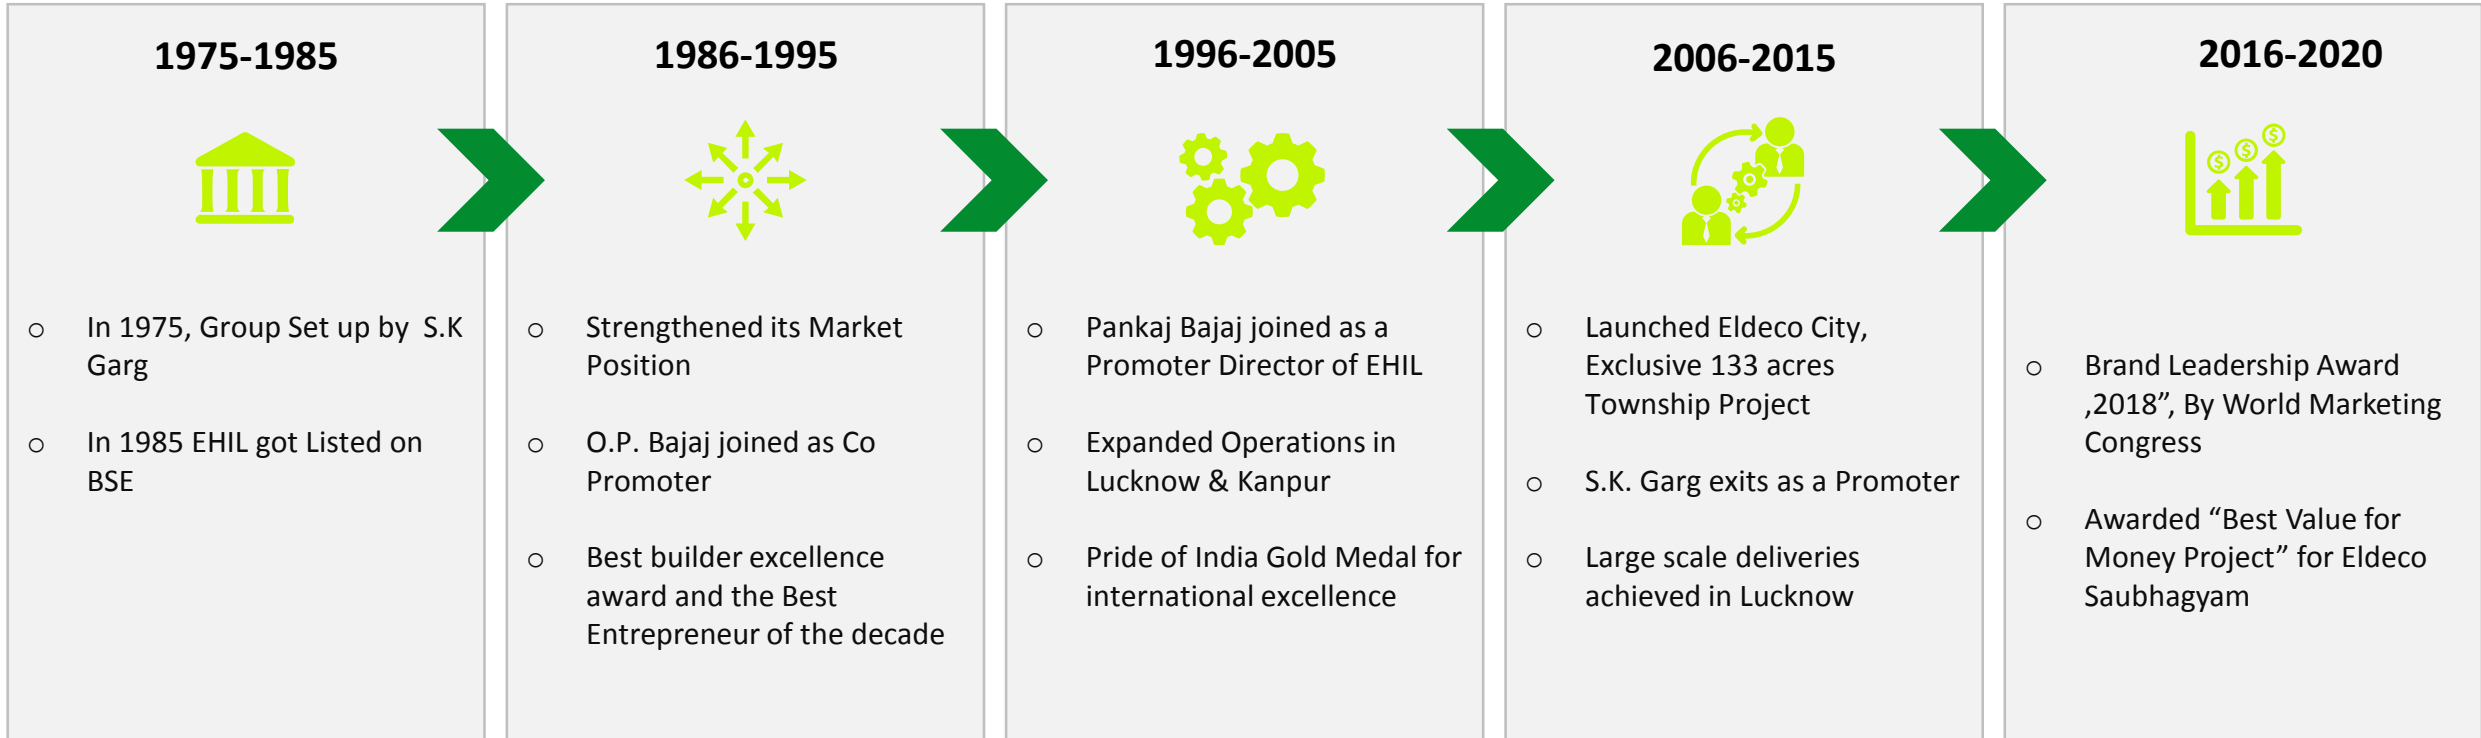 1975-1985
o In 1975, Group Set up by  S.K
Garg
o In 1985 EHIL got Listed on
BSE
1986-1995
o Strengthened its Market
Position
o O.P. Bajaj joined as Co
Promoter
o Best builder excellence
award and the Best
Entrepreneur of the decade
1996-2005
o Pankaj Bajaj joined as a
Promoter Director of EHIL
o Expanded Operations in
Lucknow & Kanpur
o Pride of India Gold Medal for
international excellence
2006-2015
o Launched Eldeco City,
Exclusive 133 acres
Township Project
o S.K. Garg exits as a Promoter
o Large scale deliveries
achieved in Lucknow
2016-2020
$ $ $
o Brand Leadership Award
,2018”, By World Marketing
Congress
o Awarded “Best Value for
Money Project” for Eldeco
Saubhagyam